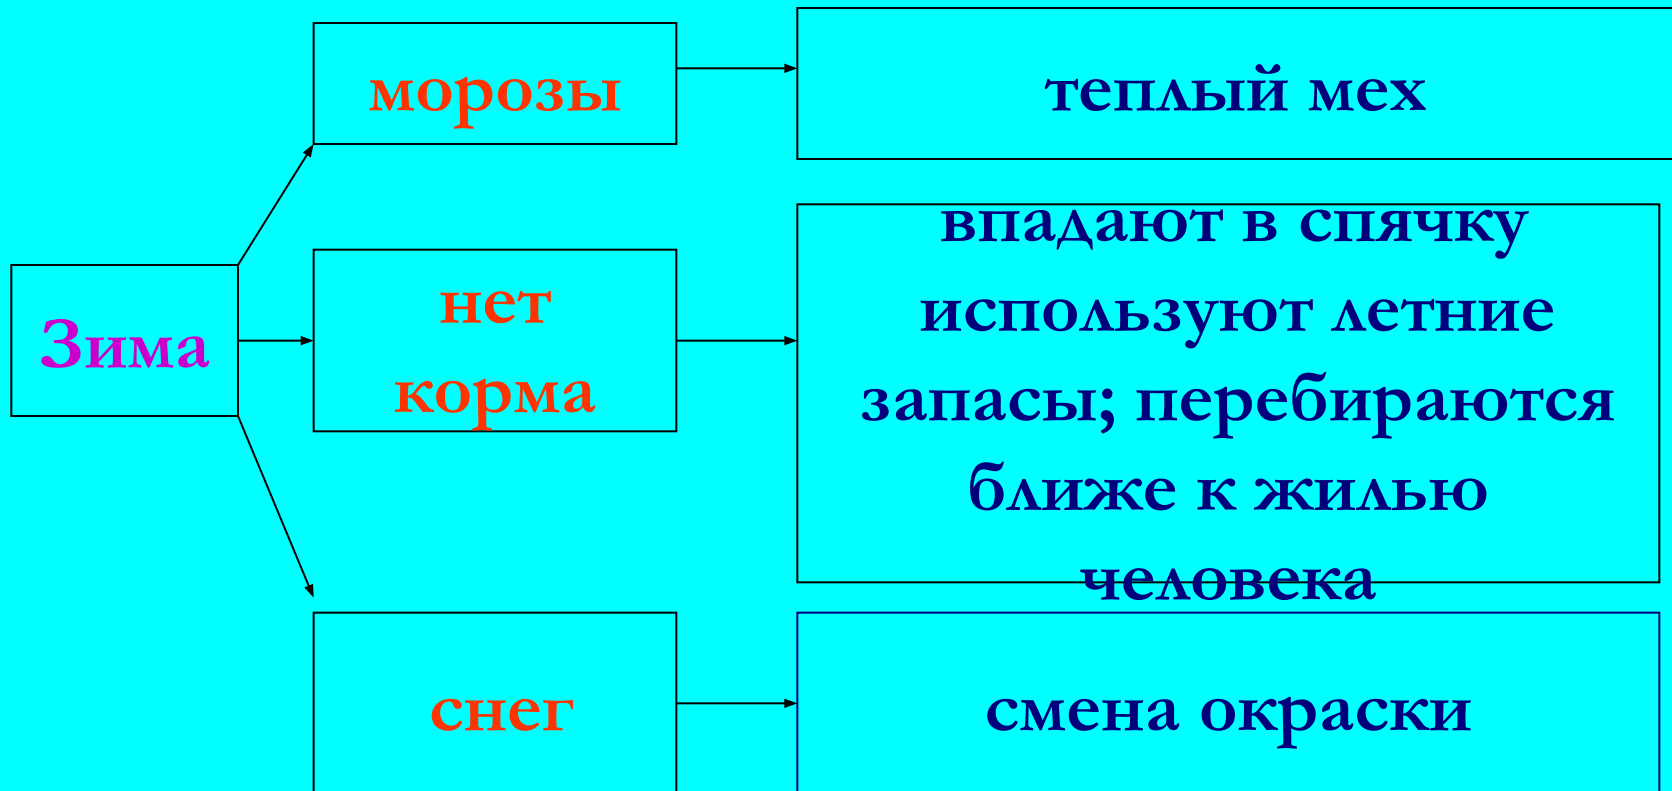 Зима
морозы
теплый мех
нет
корма
впадают в спячку
используют летние
запасы; перебираются
ближе к жилью
человека
снег
смена окраски